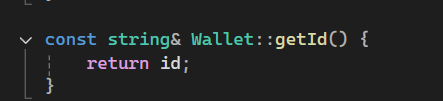 const string& Wallet::getId() {
    return id;
}